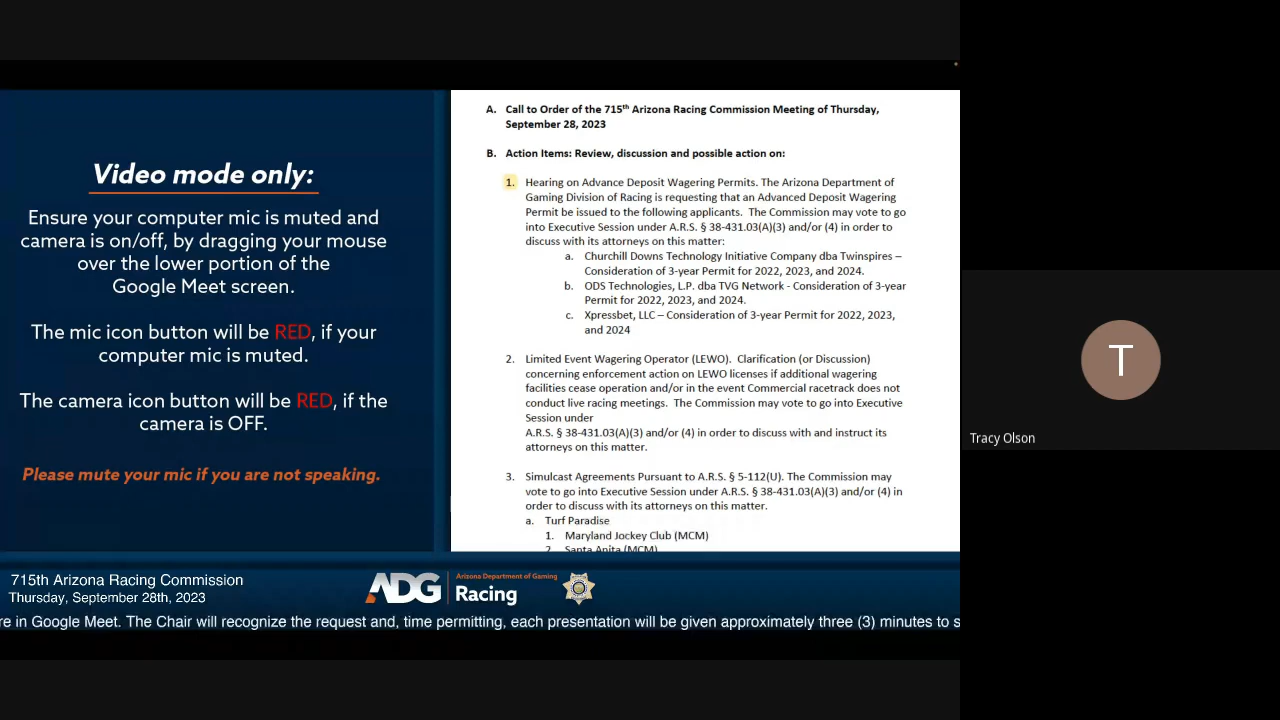 Video mode only:
Ensure your computer mic is muted and
camera is on/off, by dragging your mouse
over the lower portion of the
Google Meet screen.
The mic icon button will be RED, if your
computer mic is muted.
The camera icon button will be RED, if the
camera is OFF.
Please mute your mic if you are not speaking.
A. Call to Order of the 715th Arizona Racing Commission Meeting of Thursday,
September 28, 2023
B. Action Items: Review, discussion and possible action on:
1. Hearing on Advance Deposit Wagering Permits. The Arizona Department of
Gaming Division of Racing is requesting that an Advanced Deposit Wagering
Permit be issued to the following applicants. The Commission may vote to go
into Executive Session under A.R.S. § 38-431.03(A)(3) and/or (4) in order to
discuss with its attorneys on this matter:
a. Churchill Downs Technology Initiative Company dba Twinspires –
Consideration of 3-year Permit for 2022, 2023, and 2024.
b. ODS Technologies, L.P. dba TVG Network - Consideration of 3-year
Permit for 2022, 2023, and 2024.
c. Xpressbet, LLC – Consideration of 3-year Permit for 2022, 2023,
and 2024
2. Limited Event Wagering Operator (LEWO). Clarification (or Discussion)
concerning enforcement action on LEWO licenses if additional wagering
facilities cease operation and/or in the event Commercial racetrack does not
conduct live racing meetings. The Commission may vote to go into Executive
Session under
A.R.S. § 38-431.03(A)(3) and/or (4) in order to discuss with and instruct its
attorneys on this matter.
3. Simulcast Agreements Pursuant to A.R.S. § 5-112(U). The Commission may
vote to go into Executive Session under A.R.S. § 38-431.03(A)(3) and/or (4) in
order to discuss with its attorneys on this matter.
a. Turf Paradise
1. Maryland Jockey Club (MCM)
2. Santa Anita (MCM)
T
Tracy Olson
715th Arizona Racing Commission
Thursday, September 28th, 2023
ADG
Arizona Department of Gaming
Racing
re in Google Meet. The Chair will recognize the request and, time permitting, each presentation will be given approximately three (3) minutes to s